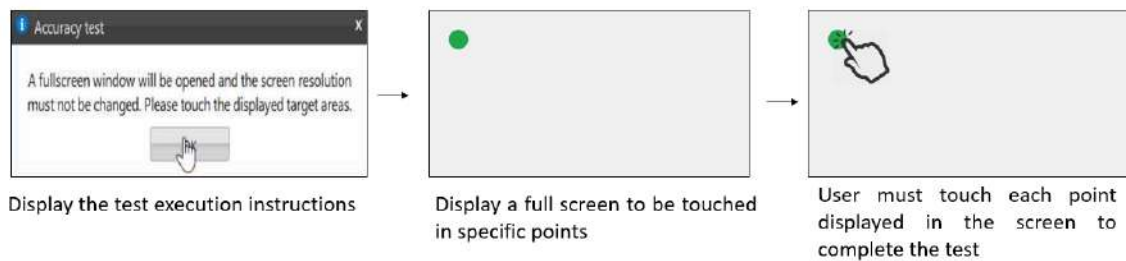 Accuracy test
X
A fullscreen window will be opened and the screen resolution
must not be changed. Please touch the displayed target areas.
Display the test execution instructions
Display a full screen to be touched
in specific points
User must touch each point
displayed in the screen to
complete the test